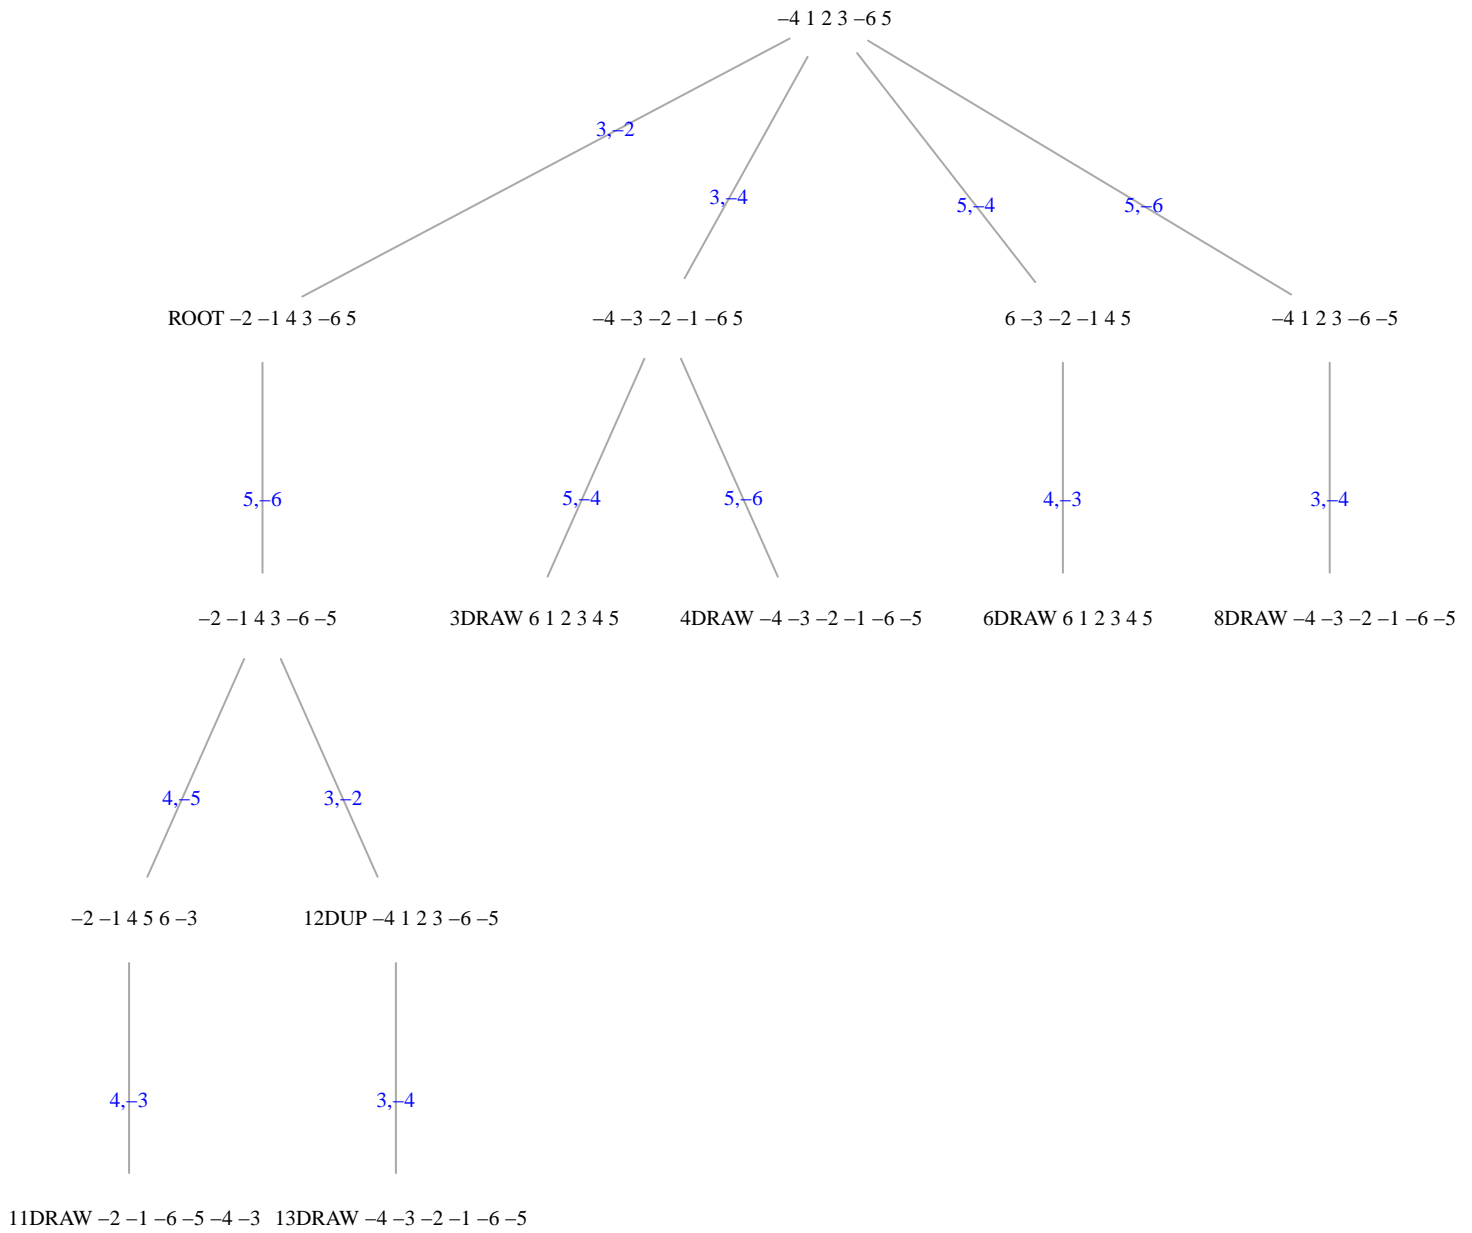 –4 1 2 3 –6 5
3,–2
3,–4
5,–4
5,–6
ROOT –2 –1 4 3 –6 5
–4 –3 –2 –1 –6 5
6 –3 –2 –1 4 5
–4 1 2 3 –6 –5
5,–6
5,–4
5,–6
4,–3
3,–4
–2 –1 4 3 –6 –5
3DRAW 6 1 2 3 4 5
4DRAW –4 –3 –2 –1 –6 –5
6DRAW 6 1 2 3 4 5
8DRAW –4 –3 –2 –1 –6 –5
4,–5
3,–2
–2 –1 4 5 6 –3
12DUP –4 1 2 3 –6 –5
4,–3
3,–4
11DRAW –2 –1 –6 –5 –4 –3
13DRAW –4 –3 –2 –1 –6 –5